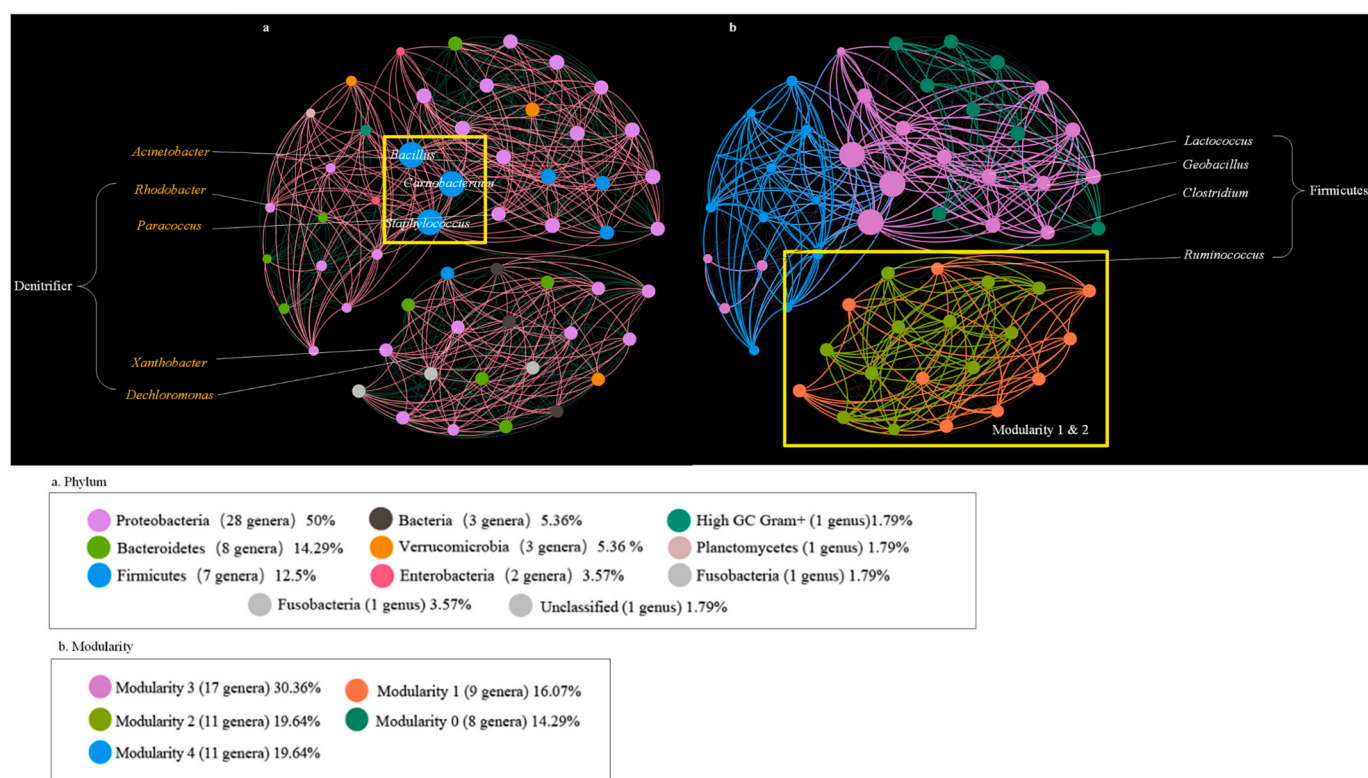 a
b
Acinetobacter
Bacillus
Lactococcus
Geobacillus
Rhodobacter
Carnobacterium
Clostridium
Firmicutes
Paracoccus
Staphylococcus
Ruminococcus
Denitrifier
Xanthobacter
Dechloromonas
Modularity 1 & 2
a. Phylum
Proteobacteria (28 genera) 50%
Bacteria (3 genera) 5.36%
High GC Gram+ (1 genus)1.79%
Bacteroidetes (8 genera) 14.29%
Verrucomicrobia (3 genera) 5.36 %
Planctomycetes (1 genus) 1.79%
Firmicutes (7 genera) 12.5%
Enterobacteria (2 genera) 3.57%
Fusobacteria (1 genus) 1.79%
Fusobacteria (1 genus) 3.57%
Unclassified (1 genus) 1.79%
b. Modularity
Modularity 3 (17 genera) 30.36%
Modularity 1 (9 genera) 16.07%
Modularity 2 (11 genera) 19.64%
Modularity 0 (8 genera) 14.29%
Modularity 4 (11 genera) 19.64%